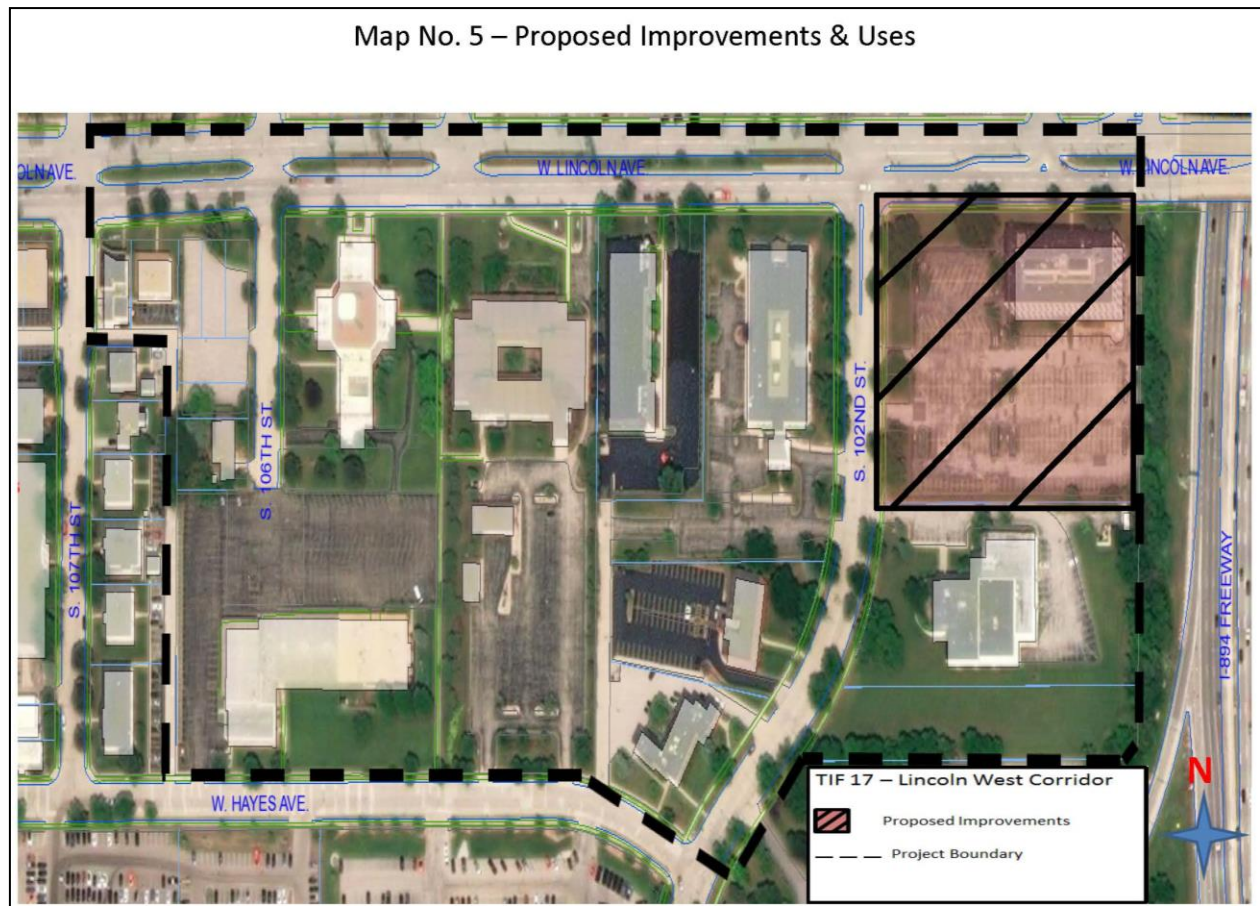 Map No. 5 – Proposed Improvements & Uses
OLN AVE.
W. LINCOLN AVE.
W. LINCOLN AVE.
S. 107TH ST.
S. 106TH ST.
S. 102ND ST.
I-894 FREEWAY
W. HAYES AVE.
TIF 17 – Lincoln West Corridor
Proposed Improvements
Project Boundary
N